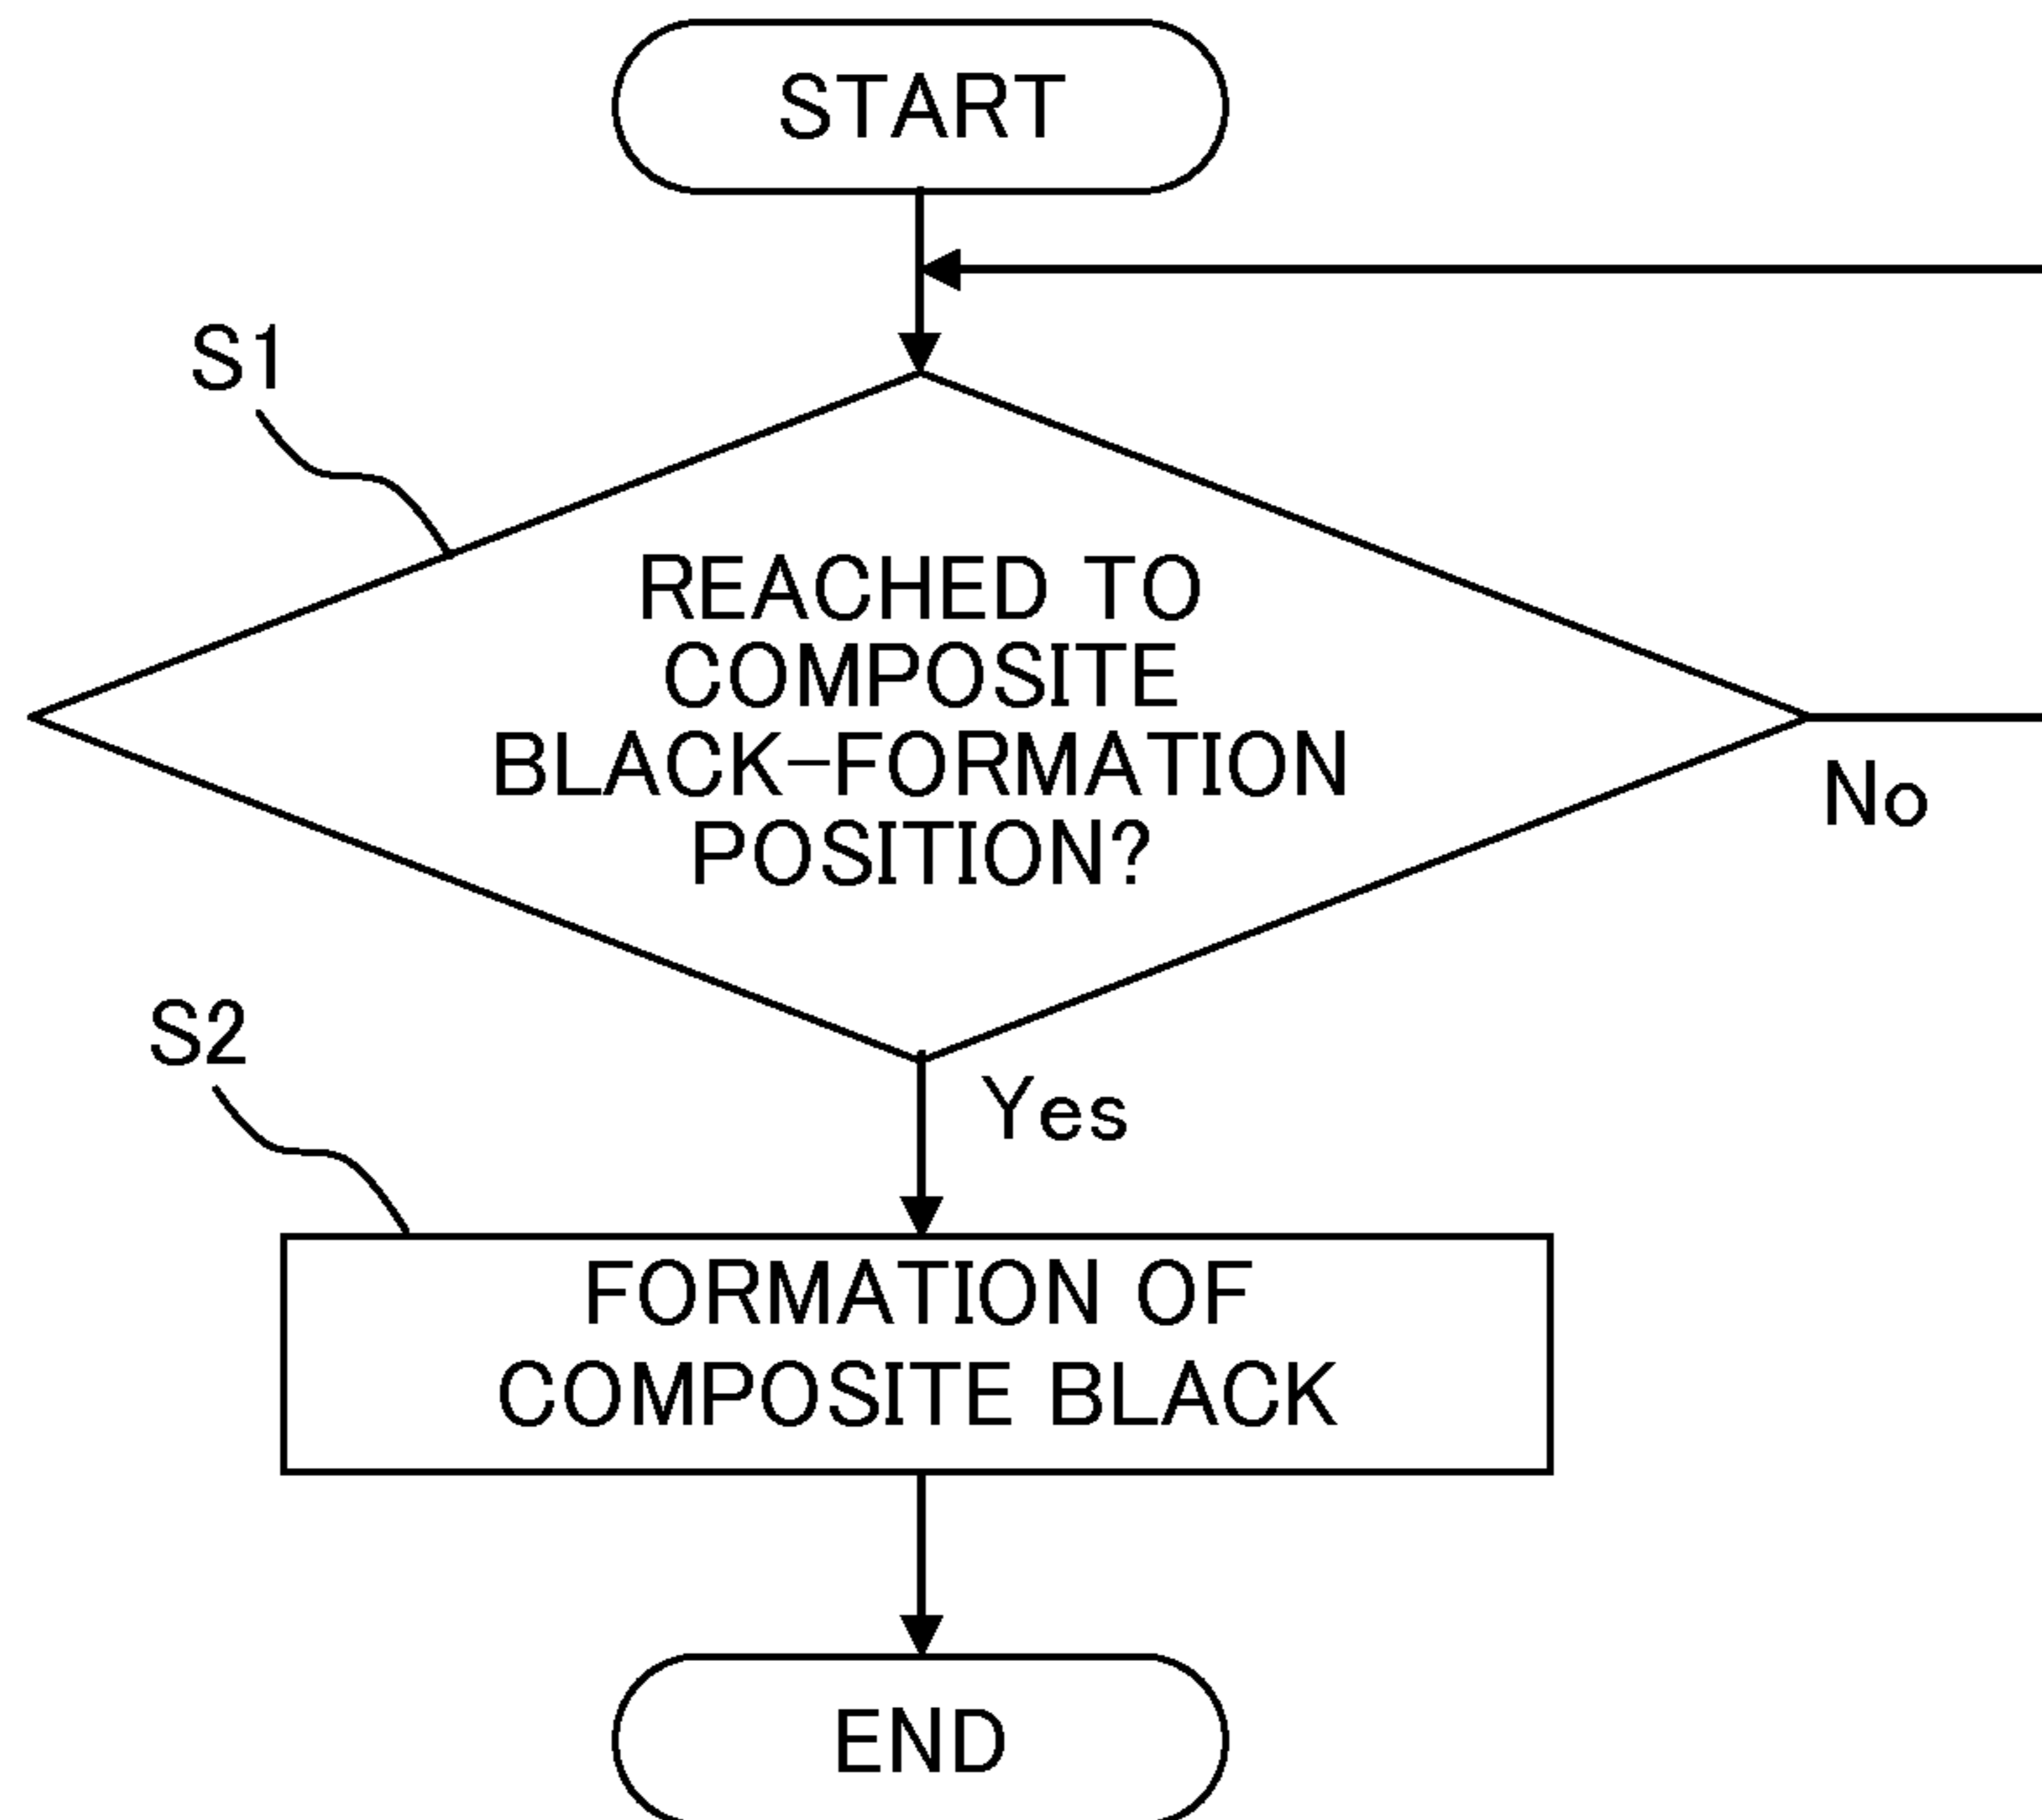 START
S1
REACHED TO
COMPOSITE
BLACK-FORMATION
POSITION?
No
S2
Yes
FORMATION OF
COMPOSITE BLACK
END